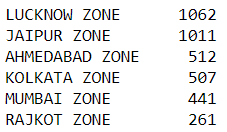 LUCKNOW ZONE 1062
JAIPUR ZONE 1011
AHMEDABAD ZONE 512
KOLKATA ZONE 507
MUMBAI ZONE 441
RAJKOT ZONE 261